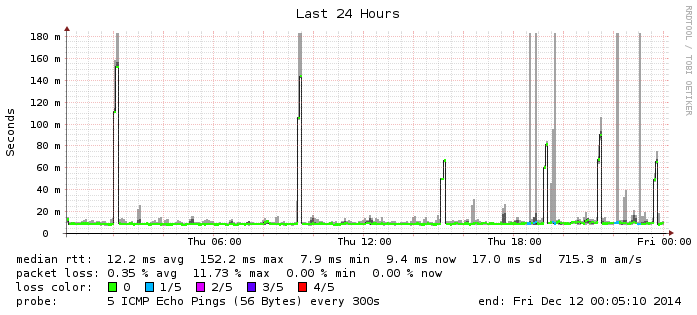 Last 24 Hours
RRDTOOL / TOBI OETIKER
Seconds
180 m
160 m
140 m
120 m
100 m
80 m
60 m
40 m
20 m
0
Thu 06:00 Thu 12:00 Thu 18:00 Fri 00:00
median rtt: 12.2 ms avg 152.2 ms max 7.9 ms min 9.4 ms now 17.0 ms sd 715.3 m am/s
packet loss: 0.35 % avg 11.73 % max 0.00 % min 0.00 % now
loss color: 0 1/5 2/5 3/5 4/5
probe: 5 ICMP Echo Pings (56 Bytes) every 300s end: Fri Dec 12 00:05:10 2014